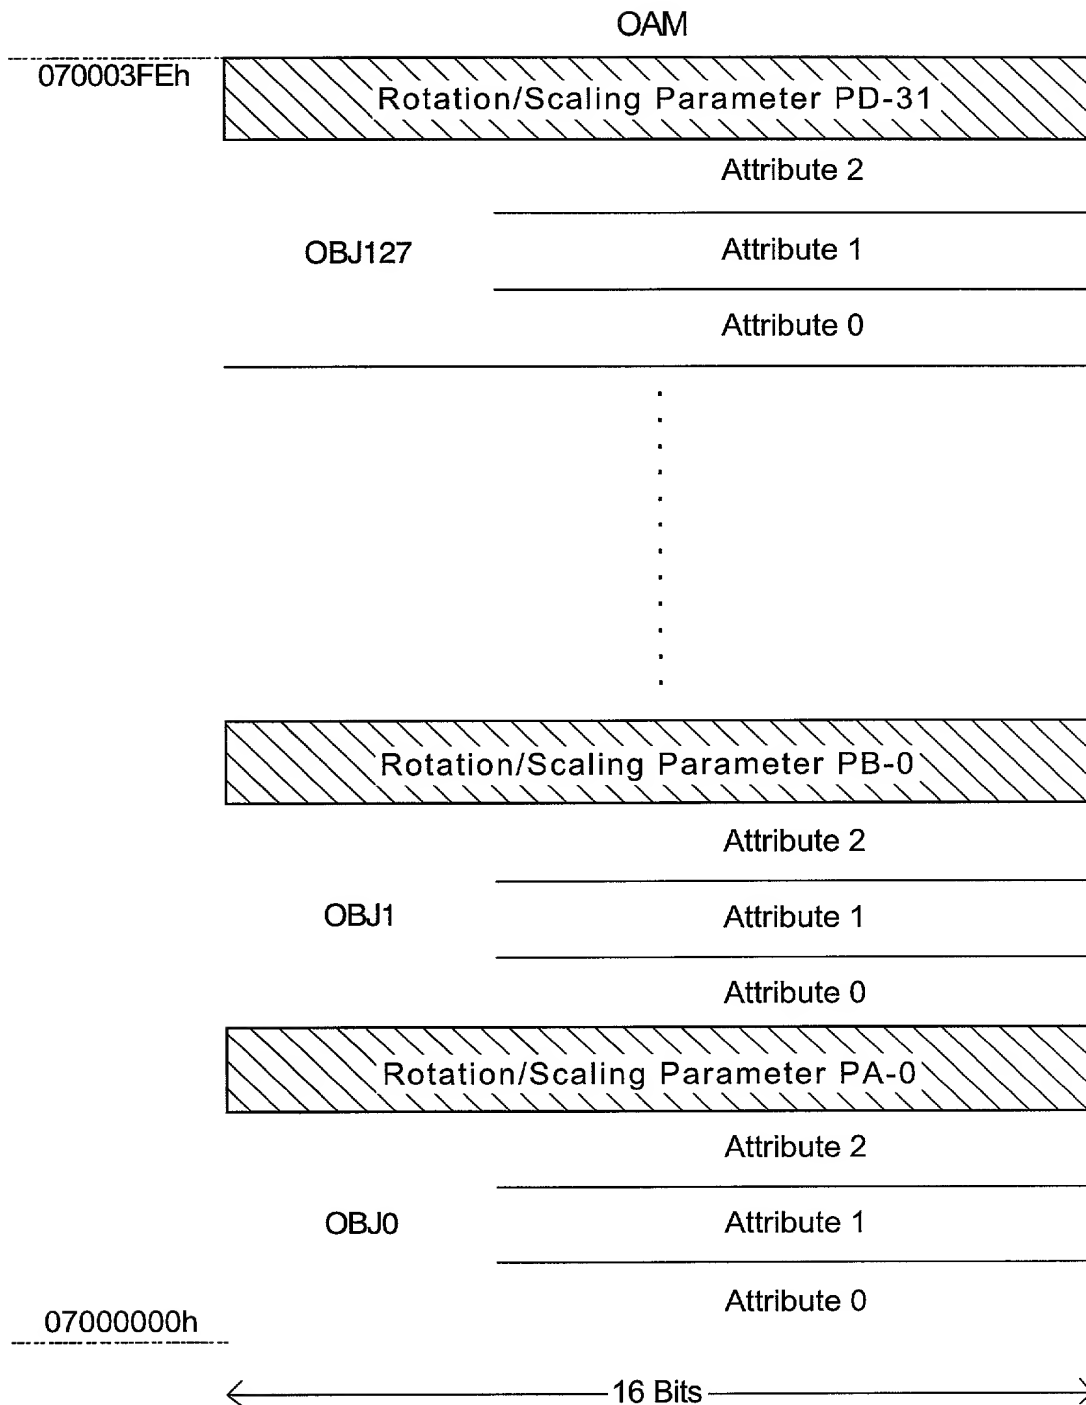 OAM
070003FEh
Rotation/Scaling Parameter PD-31
Attribute 2
OBJ127
Attribute 1
Attribute 0
Rotation/Scaling Parameter PB-0
Attribute 2
OBJ1
Attribute 1
Attribute 0
Rotation/Scaling Parameter PA-0
Attribute 2
OBJ0
Attribute 1
Attribute 0
07000000h
16 Bits